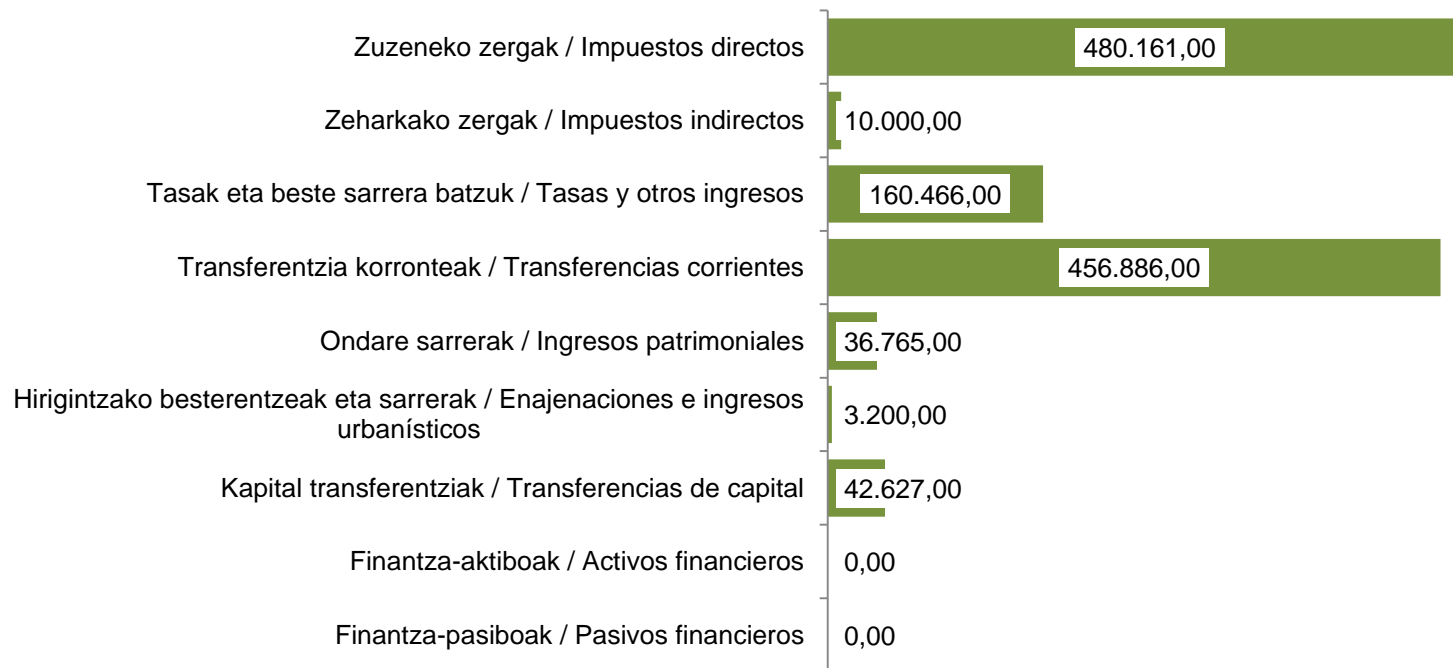 Zuzeneko zergak / Impuestos directos 480.161,00
Zeharkako zergak / Impuestos indirectos 10.000,00
Tasak eta beste sarrera batzuk / Tasas y otros ingresos 160.466,00
Transferentzia korronteak / Transferencias corrientes 456.886,00
Ondare sarrerak / Ingresos patrimoniales 36.765,00
Hirigintzako besterentzeak eta sarrerak / Enajenaciones e ingresos
urbanísticos 3.200,00
Kapital transferentziak / Transferencias de capital 42.627,00
Finantza-aktiboak / Activos financieros 0,00
Finantza-pasiboak / Pasivos financieros 0,00